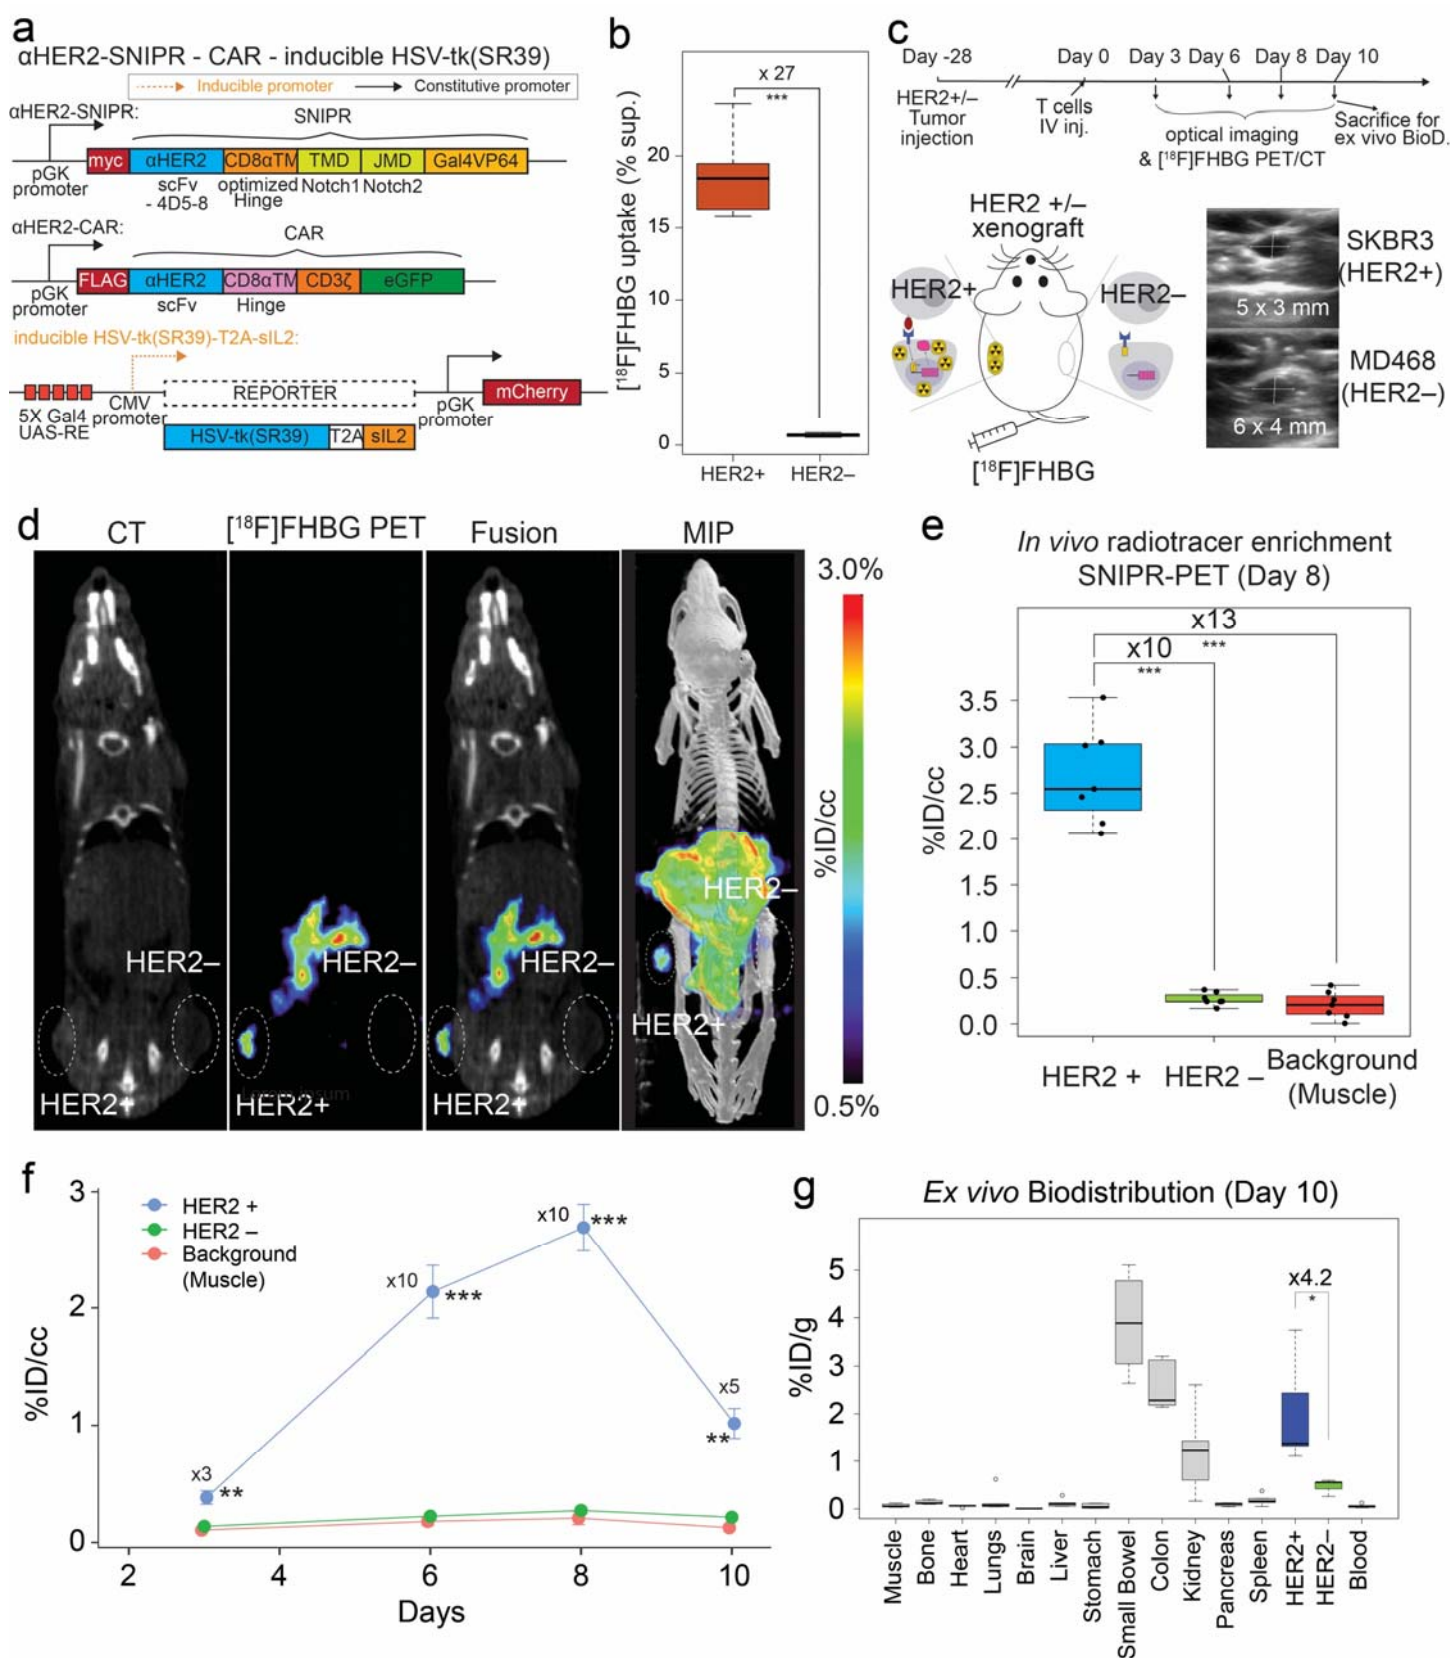 a
αHER2-SNIPR - CAR - inducible HSV-tk(SR39)
Inducible promoter
Constitutive promoter
αHER2-SNIPR:
SNIPR
myc αHER2 CD8αTM TMD JMD Gal4VP64
pGK
promoter
scFv
- 4D5-8
optimized
Hinge
Notch1 Notch2
αHER2-CAR:
CAR
FLAG αHER2 CD8αTM CD3ζ eGFP
pGK
promoter
scFv
Hinge
inducible HSV-tk(SR39)-T2A-sIL2:
REPORTER
mCherry
5X Gal4
UAS-RE
CMV
promoter
pGK
promoter
HSV-tk(SR39) T2A sIL2
b
x 27
***
[¹⁸F]FHBG uptake (% sup.)
20
15
10
5
0
HER2+ HER2–
c
Day -28 Day 0 Day 3 Day 6 Day 8 Day 10
HER2+/–
Tumor
injection
T cells
IV inj.
optical imaging
& [¹⁸F]FHBG PET/CT
Sacrifice for
ex vivo BioD.
HER2 +/–
xenograft
HER2+
HER2–
[¹⁸F]FHBG
5 x 3 mm
SKBR3
(HER2+)
6 x 4 mm
MD468
(HER2–)
d
CT [¹⁸F]FHBG PET Fusion MIP
HER2–
HER2+
HER2–
Lorem ipsum
HER2+
HER2–
HER2+
HER2–
HER2+
3.0%
%ID/cc
0.5%
e
In vivo radiotracer enrichment
SNIPR-PET (Day 8)
x13
***
x10
***
%ID/cc
3.5
3.0
2.5
2.0
1.5
1.0
0.5
0.0
HER2 + HER2 – Background
(Muscle)
f
HER2 +
HER2 –
Background
(Muscle)
%ID/cc
3
2
1
0
x3
**
x10
***
x10
***
x5
**
2 4 6 8 10
Days
g
Ex vivo Biodistribution (Day 10)
%ID/g
5
4
3
2
1
0
x4.2
*
Muscle
Bone
Heart
Lungs
Brain
Liver
Stomach
Small Bowel
Colon
Kidney
Pancreas
Spleen
HER2+
HER2–
Blood